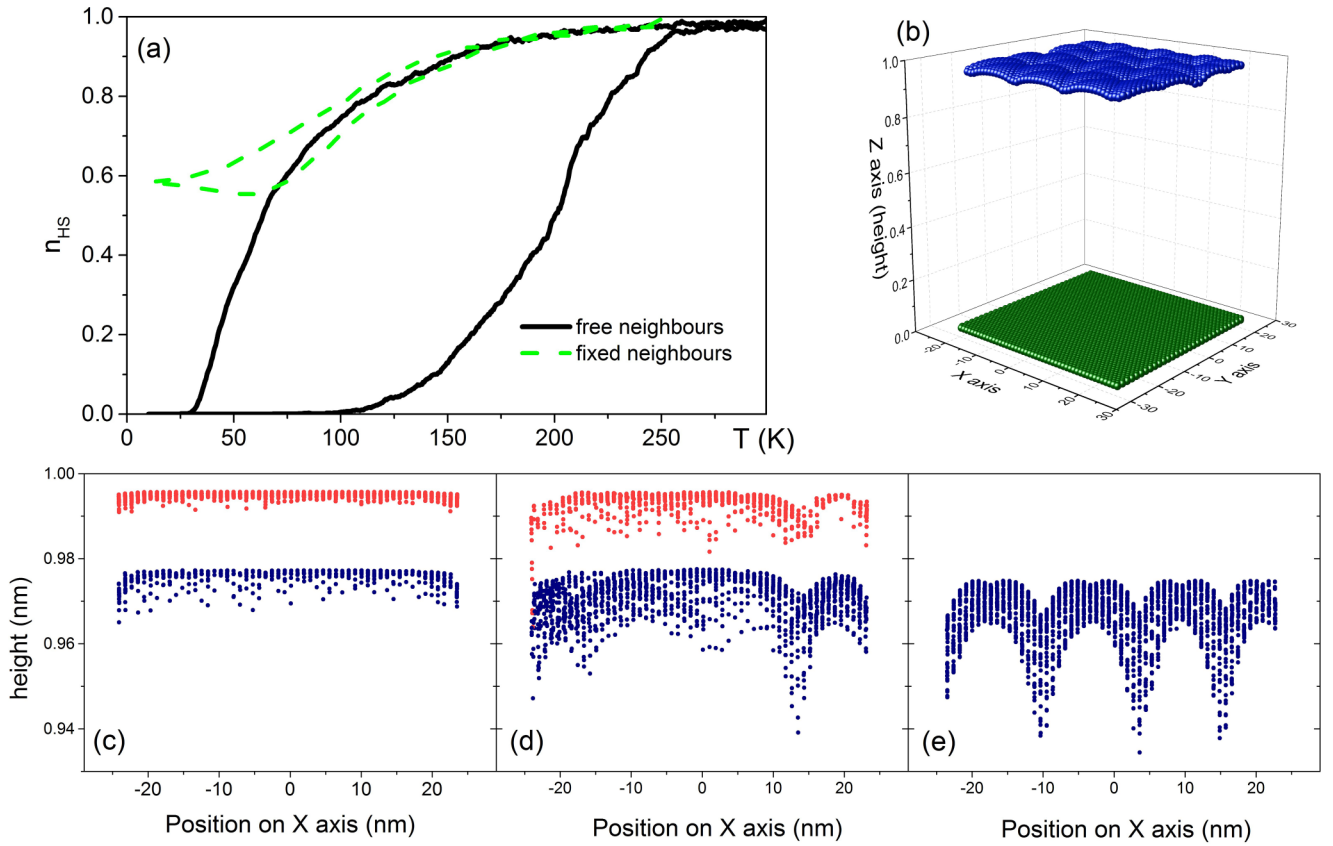 (a)
1.0
0.8
0.6
0.4
0.2
0.0
n_HS
free neighbours
fixed neighbours
0 50 100 150 200 250
T (K)
(b)
1.0
0.8
0.6
0.4
0.2
0.0
Z axis (height)
-20 -10 0 10 20 30
X axis
-30 -20 -10 0 10 20 30
Y axis
1.00
0.98
0.96
0.94
height (nm)
(c)
(d)
(e)
-20 -10 0 10 20
-20 -10 0 10 20
-20 -10 0 10 20
Position on X axis (nm)
Position on X axis (nm)
Position on X axis (nm)